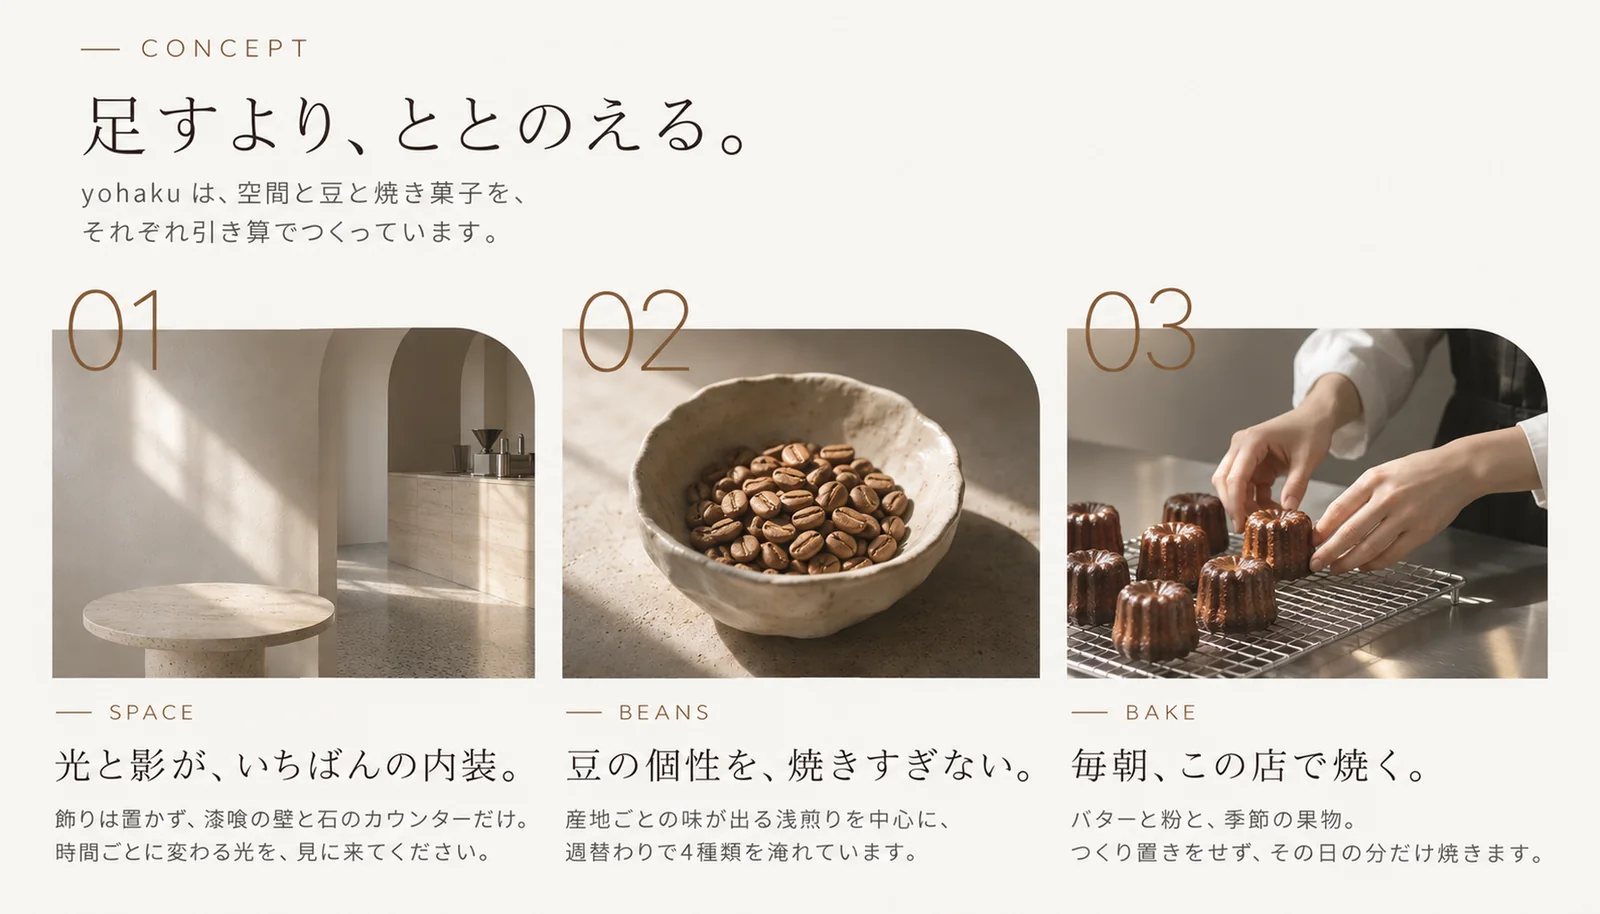 CONCEPT
足すより、ととのえる。
yohaku は、空間と豆と焼き菓子を、
それぞれ引き算でつくっています。
01
SPACE
光と影が、いちばんの内装。
飾りは置かず、漆喰の壁と石のカウンターだけ。
時間ごとに変わる光を、見に来てください。
02
BEANS
豆の個性を、焼きすぎない。
産地ごとの味が出る浅煎りを中心に、
週替わりで4種類を淹れています。
03
BAKE
毎朝、この店で焼く。
バターと粉と、季節の果物。
つくり置きをせず、その日の分だけ焼きます。